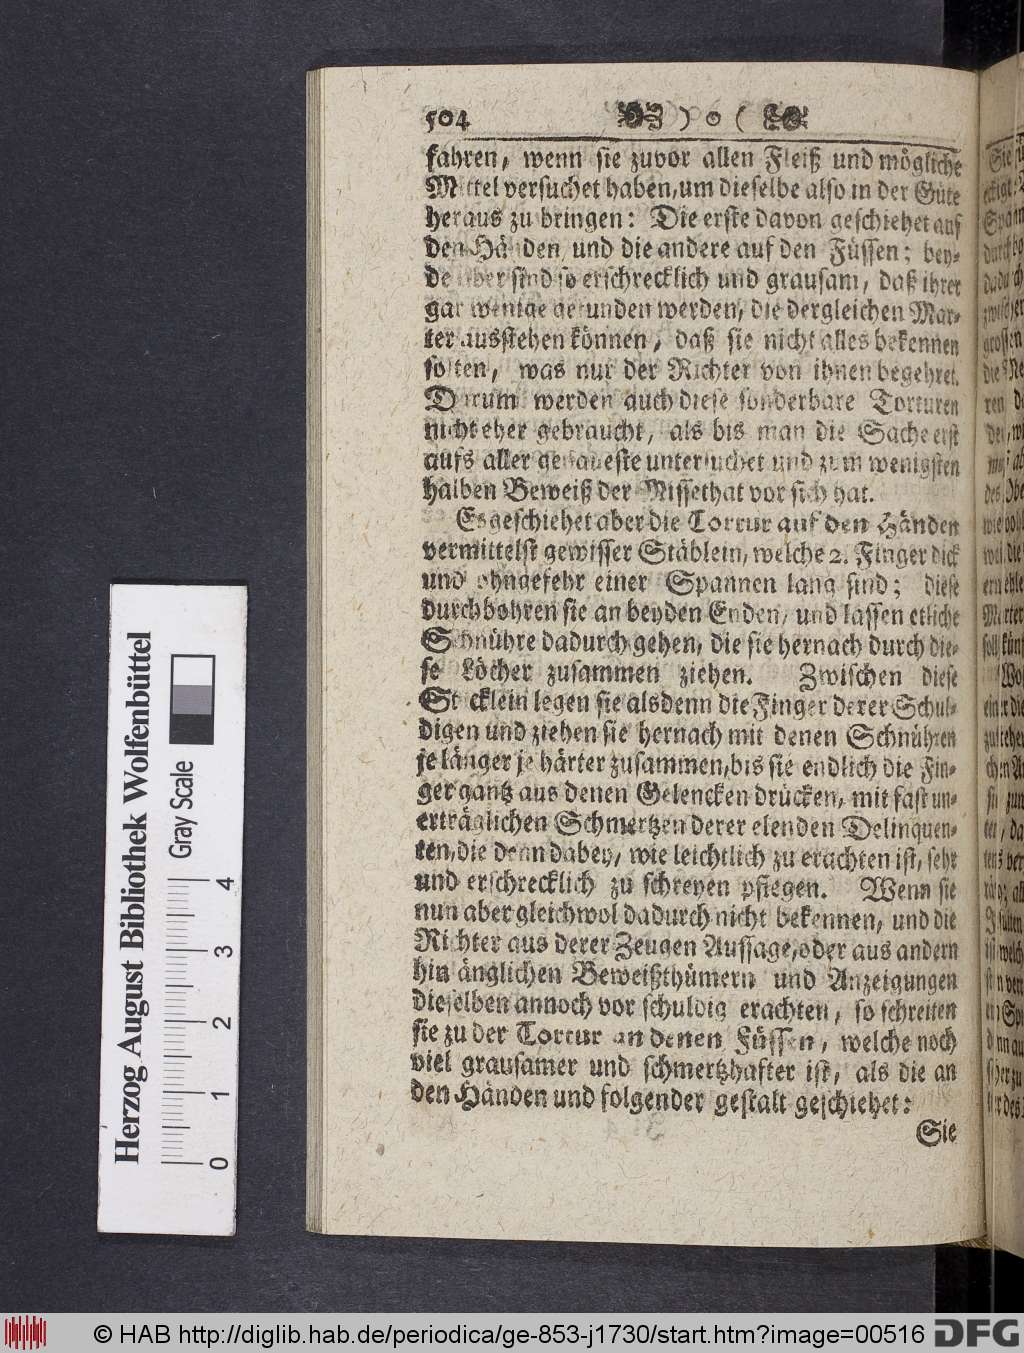 504 ) o (
fahren, wenn sie zuvor allen Fleiß und mögliche
Mittel versuchet haben, um dieselbe also in der Güte
heraus zu bringen: Die erste davon geschiehet auf
den Händen, und die andere auf den Füssen; bey-
de aber sind so erschrecklich und grausam, daß ihrer
gar wenige gefunden werden, die dergleichen Mar-
ter ausstehen können, daß sie nicht alles bekennen
solten, was nur der Richter von ihnen begehret.
Darum werden auch diese sonderbare Torturen
nicht eher gebraucht, als bis man die Sache erst
aufs aller genaueste untersuchet und zum wenigsten
halben Beweiß der Missethat vor sich hat.
Es geschiehet aber die Tortur auf den Händen
vermittelst gewisser Stäblein, welche 2. Finger dick
und ohngefehr einer Spannen lang sind; diese
durchbohren sie an beyden Enden, und lassen etliche
Schnühre dadurch gehen, die sie hernach durch die-
se Löcher zusammen ziehen. Zwischen diese
Stöcklein legen sie alsdenn die Finger derer Schul-
digen und ziehen sie hernach mit denen Schnühren
je länger je härter zusammen, bis sie endlich die Fin-
ger gantz aus denen Gelencken drücken, mit fast un-
erträglichen Schmertzen derer elenden Delinquen-
ten, die denn dabey, wie leichtlich zu erachten ist, sehr
und erschrecklich zu schreyen pflegen. Wenn sie
nun aber gleichwol dadurch nicht bekennen, und die
Richter aus derer Zeugen Aussage, oder aus andern
hinlänglichen Beweißthümern und Anzeigungen
dieselben annoch vor schuldig erachten, so schreiten
sie zu der Tortur an denen Füssen, welche noch
viel grausamer und schmertzhafter ist, als die an
den Händen und folgender gestalt geschiehet:
Sie
Herzog August Bibliothek Wolfenbüttel
Gray Scale
0 1 2 3 4
© HAB http://diglib.hab.de/periodica/ge-853-j1730/start.htm?image=00516 DFG